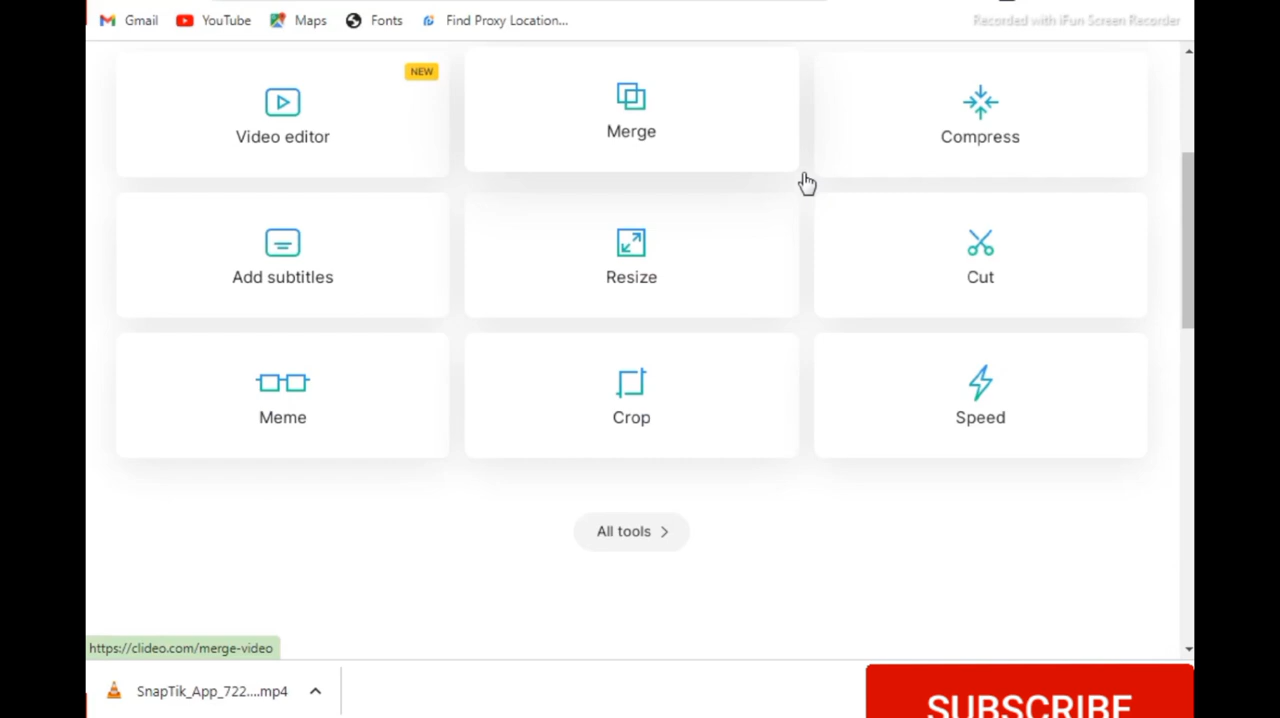 Gmail YouTube Maps Fonts Find Proxy Location... Recorded with iFun Screen Recorder
NEW
Video editor
Merge
Compress
Add subtitles
Resize
Cut
Meme
Crop
Speed
All tools
https://clideo.com/merge-video
SnapTik_App_722....mp4
SUBSCRIBE